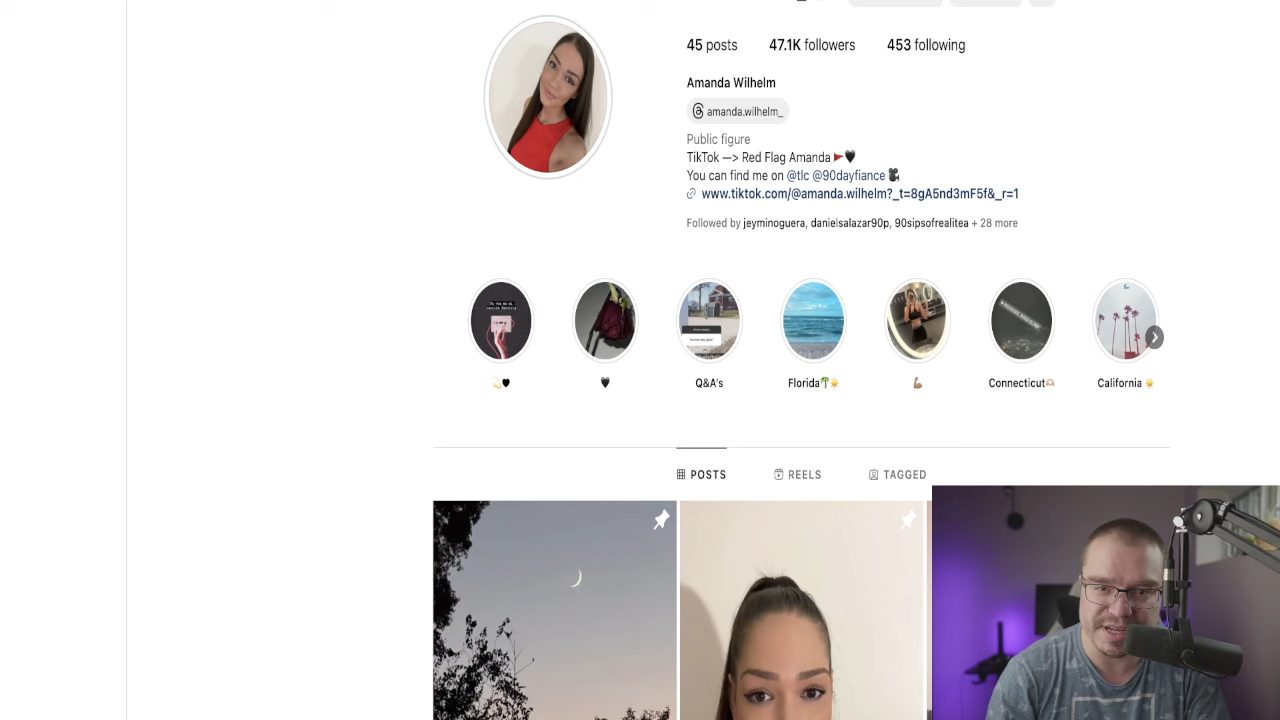 45 posts 47.1K followers 453 following
Amanda Wilhelm
amanda.wilhelm_
Public figure
TikTok —> Red Flag Amanda 🚩🖤
You can find me on @tlc @90dayfiance 🎥
www.tiktok.com/@amanda.wilhelm?_t=8gA5nd3mF5f&_r=1
Followed by jeyminoguera, danielsalazar90p, 90sipsofrealitea + 28 more
💫🖤 🖤 Q&A's Florida🌴☀️ 💪🏽 Connecticut🫶🏼 California ☀️
POSTS REELS TAGGED